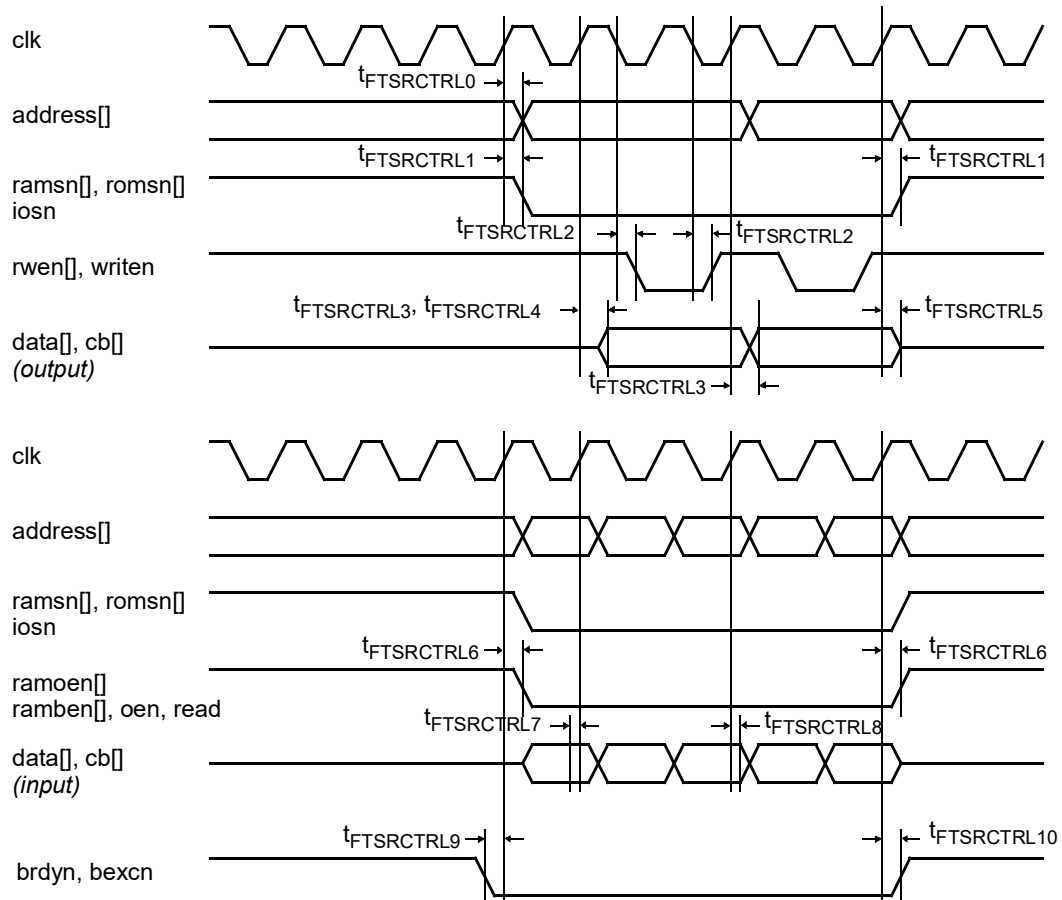 clk
tFTSRCTRL0
address[]
tFTSRCTRL1 tFTSRCTRL1
ramsn[], romsn[]
iosn
tFTSRCTRL2 tFTSRCTRL2
rwen[], writen
tFTSRCTRL3, tFTSRCTRL4 tFTSRCTRL5
data[], cb[]
(output)
tFTSRCTRL3
clk
address[]
ramsn[], romsn[]
iosn
tFTSRCTRL6 tFTSRCTRL6
ramoen[]
ramben[], oen, read
tFTSRCTRL7 tFTSRCTRL8
data[], cb[]
(input)
tFTSRCTRL9 tFTSRCTRL10
brdyn, bexcn